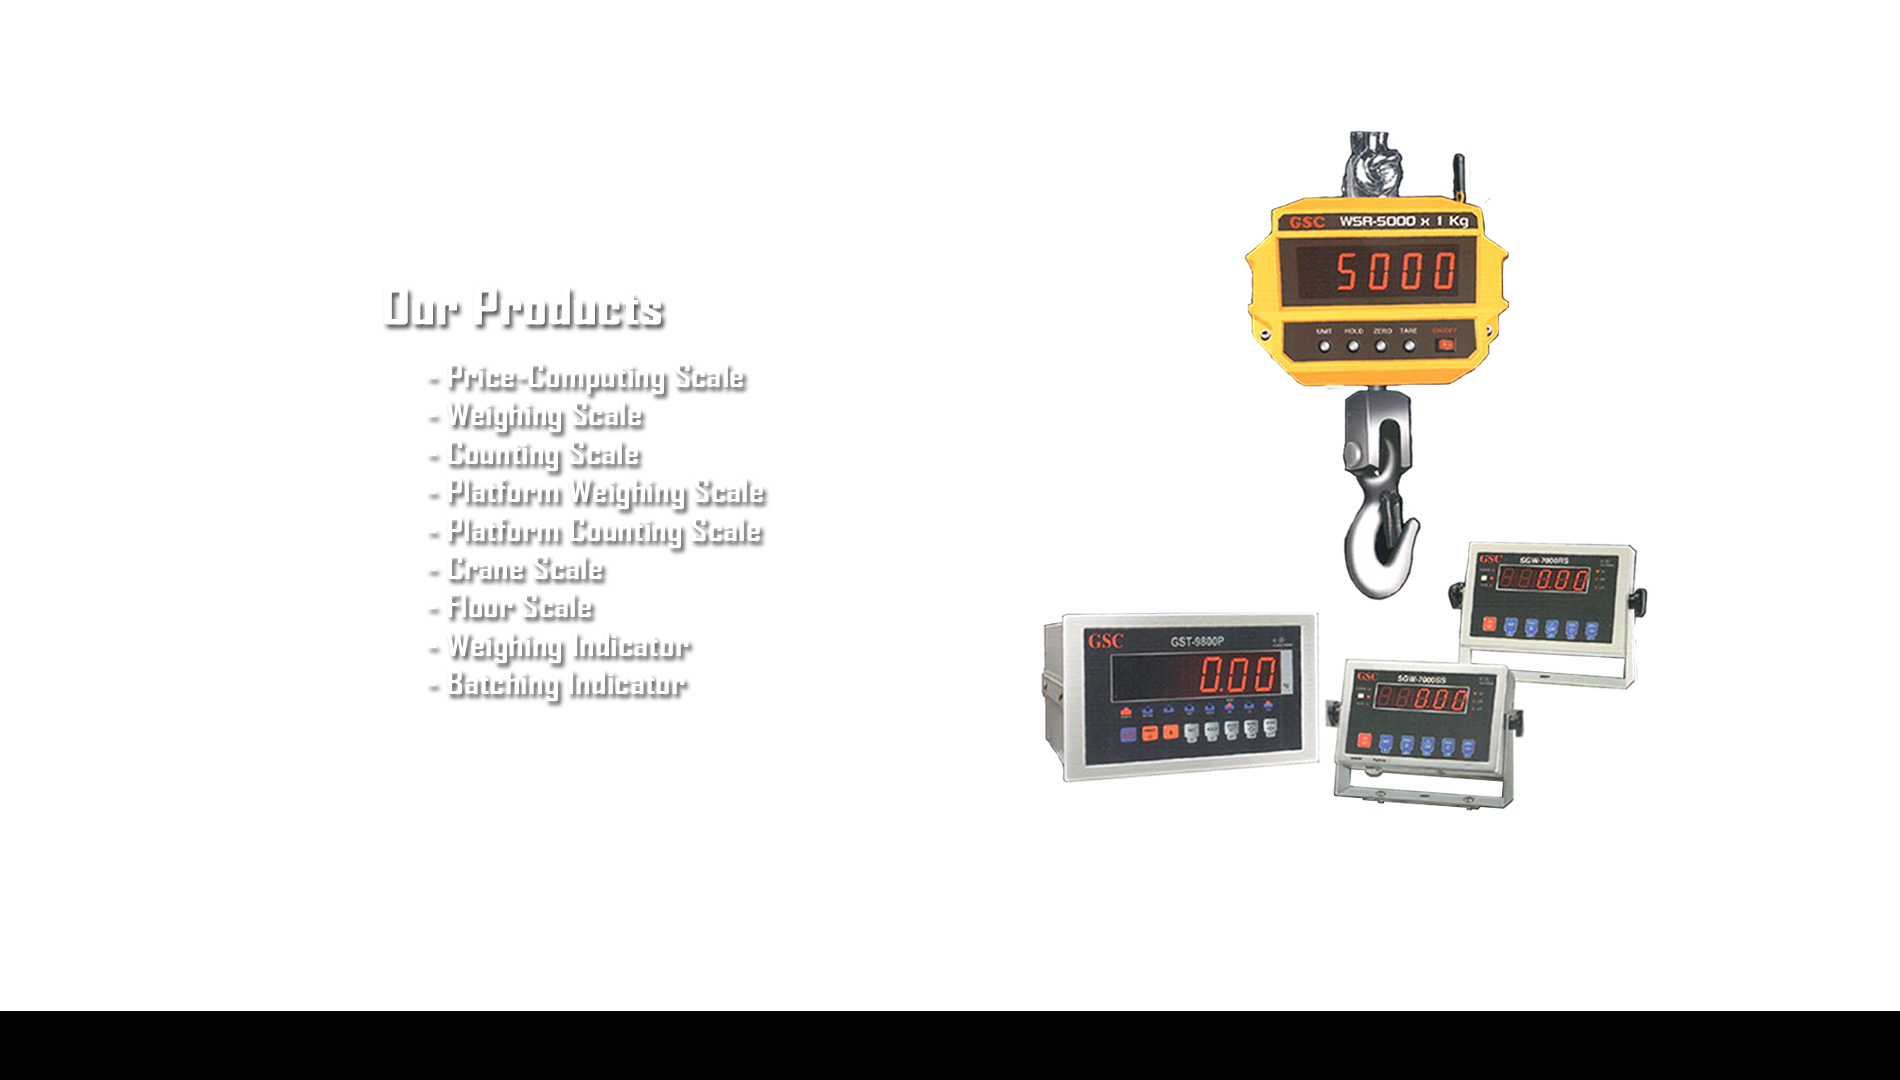 Our Products
- Price-Computing Scale
- Weighing Scale
- Counting Scale
- Platform Weighing Scale
- Platform Counting Scale
- Crane Scale
- Floor Scale
- Weighing Indicator
- Batching Indicator
GSC WSR-5000 x 1 Kg
5000
UNIT HOLD ZERO TARE ON/OFF
GSC SGW-7000RS
0.00
GSC GST-9800P
0.00
GSC SGW-7000SS
0.00